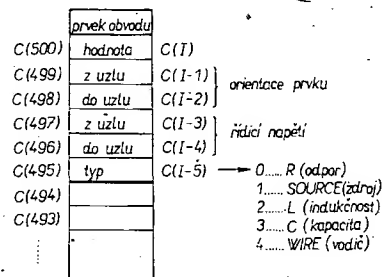 prvek obvodu
C(500) hodnota C(I)
C(499) z uzlu C(I-1)
orientace prvku
C(498) do uzlu C(I-2)
C(497) z uzlu C(I-3)
řídicí napětí
C(496) do uzlu C(I-4)
C(495) typ C(I-5) → 0.... R (odpor)
C(494) 1.... SOURCE(zdroj)
C(493) 2.... L (indukčnost)
3.... C (kapacita)
4.... WIRE (vodič)